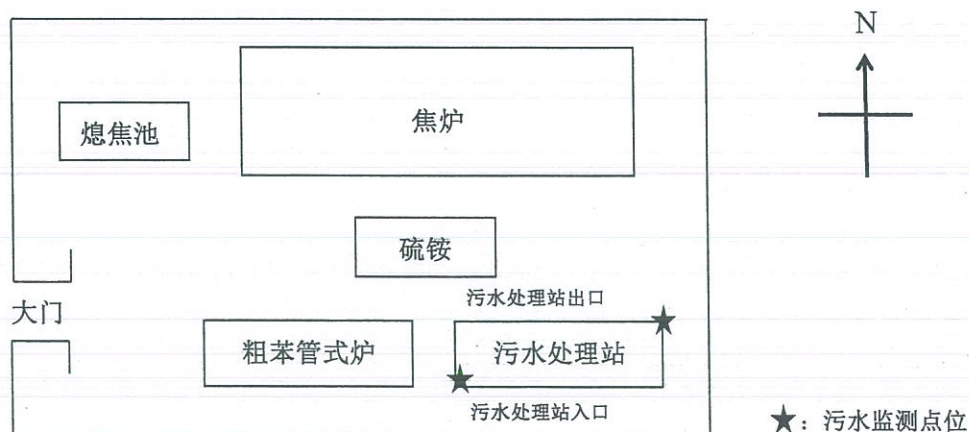 N
焦炉
熄焦池
硫铵
污水处理站出口
大门
粗苯管式炉
污水处理站
污水处理站入口
★：污水监测点位